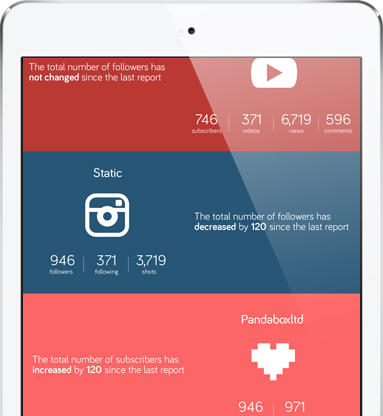 The total number of followers has
not changed since the last report
746 371 6,719 596
subscribers videos views comments
Static
946 371 3,719
followers following shots
The total number of followers has
decreased by 120 since the last report
Pandaboxltd
The total number of subscribers has
increased by 120 since the last report
946 971